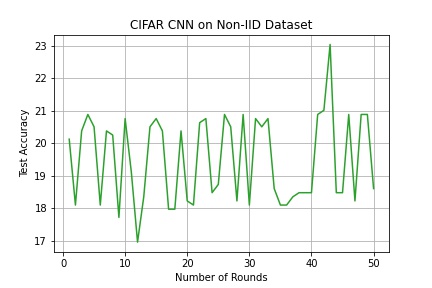 CIFAR CNN on Non-IID Dataset
Test Accuracy
23
22
21
20
19
18
17
0 10 20 30 40 50
Number of Rounds